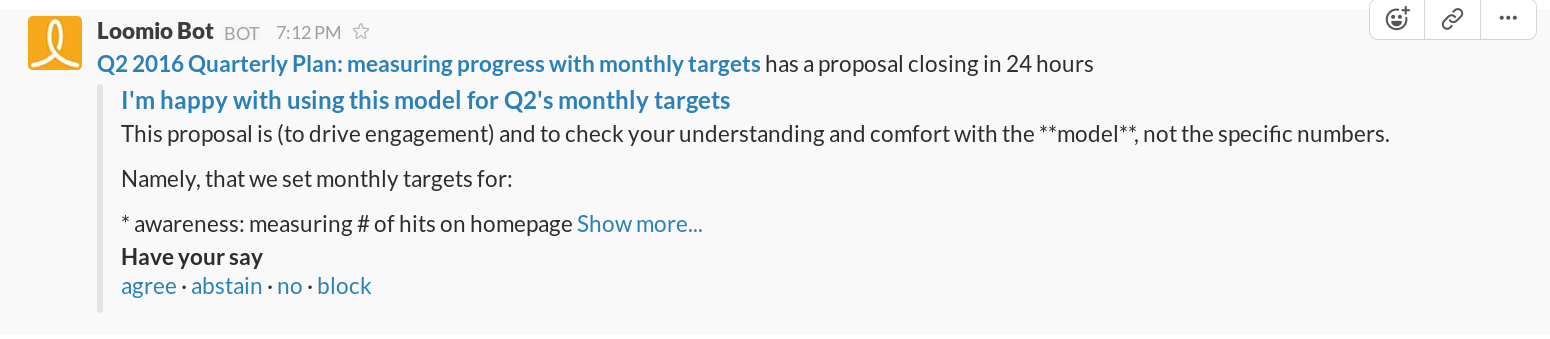 Loomio Bot BOT 7:12 PM
Q2 2016 Quarterly Plan: measuring progress with monthly targets has a proposal closing in 24 hours
I'm happy with using this model for Q2's monthly targets
This proposal is (to drive engagement) and to check your understanding and comfort with the **model**, not the specific numbers.
Namely, that we set monthly targets for:
* awareness: measuring # of hits on homepage Show more...
Have your say
agree · abstain · no · block